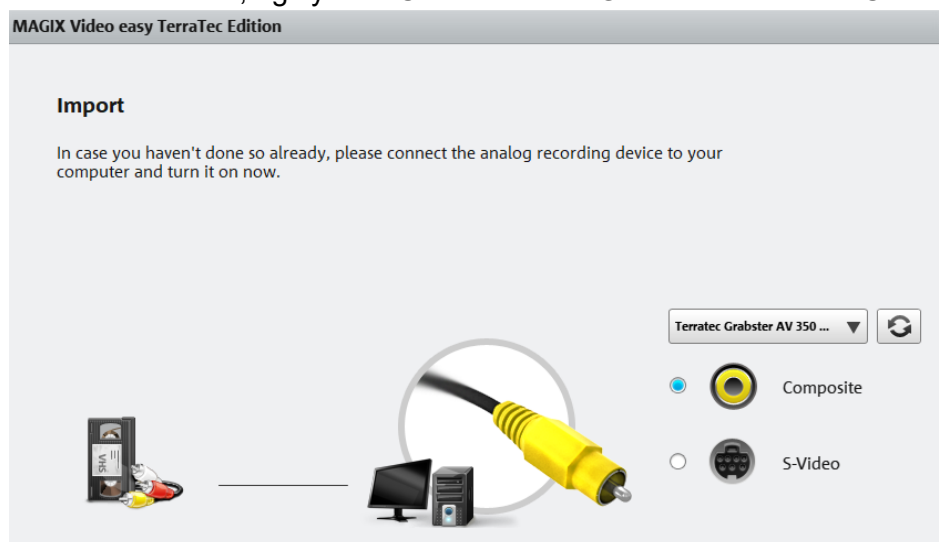 MAGIX Video easy TerraTec Edition
Import
In case you haven't done so already, please connect the analog recording device to your
computer and turn it on now.
Terratec Grabster AV 350 ...
Composite
S-Video
VHS